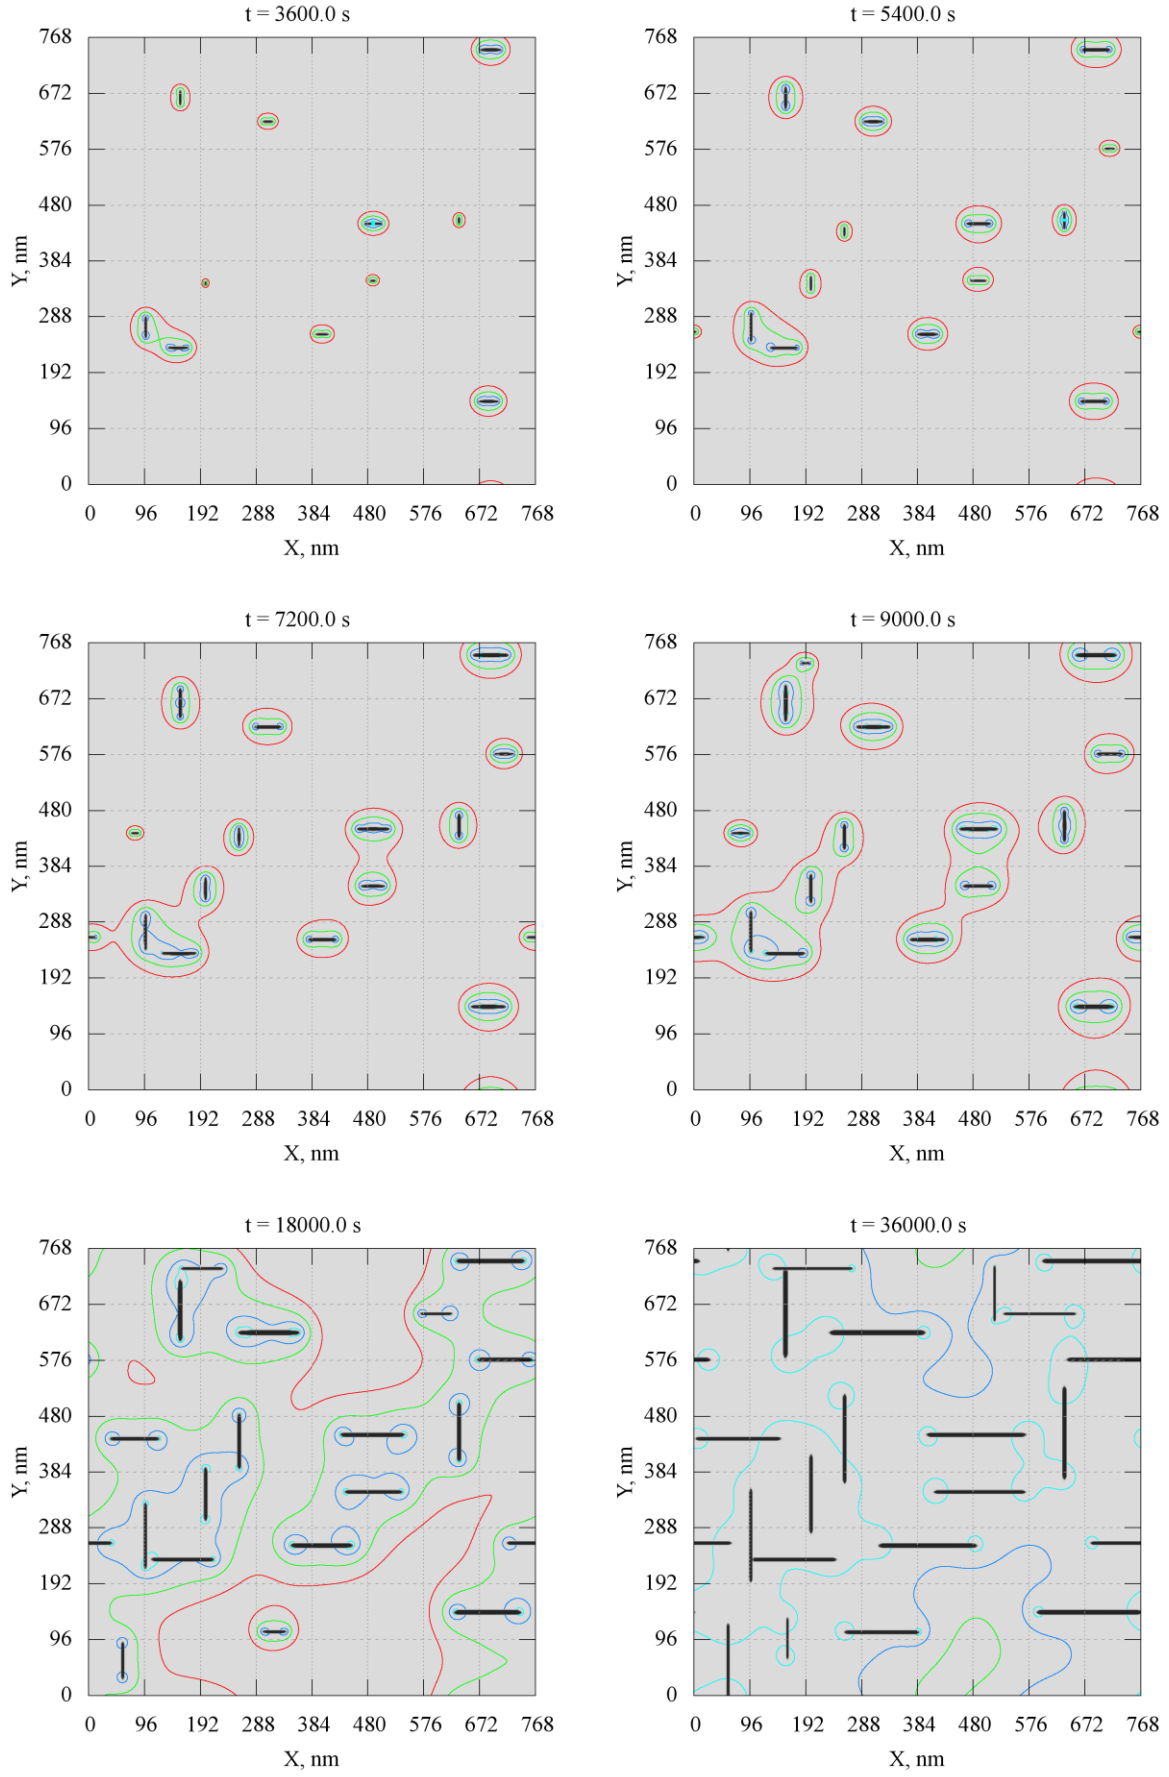 t = 3600.0 s
768
672
576
480
384
288
192
96
0
Y, nm
0 96 192 288 384 480 576 672 768
X, nm
t = 5400.0 s
768
672
576
480
384
288
192
96
0
Y, nm
0 96 192 288 384 480 576 672 768
X, nm
t = 7200.0 s
768
672
576
480
384
288
192
96
0
Y, nm
0 96 192 288 384 480 576 672 768
X, nm
t = 9000.0 s
768
672
576
480
384
288
192
96
0
Y, nm
0 96 192 288 384 480 576 672 768
X, nm
t = 18000.0 s
768
672
576
480
384
288
192
96
0
Y, nm
0 96 192 288 384 480 576 672 768
X, nm
t = 36000.0 s
768
672
576
480
384
288
192
96
0
Y, nm
0 96 192 288 384 480 576 672 768
X, nm